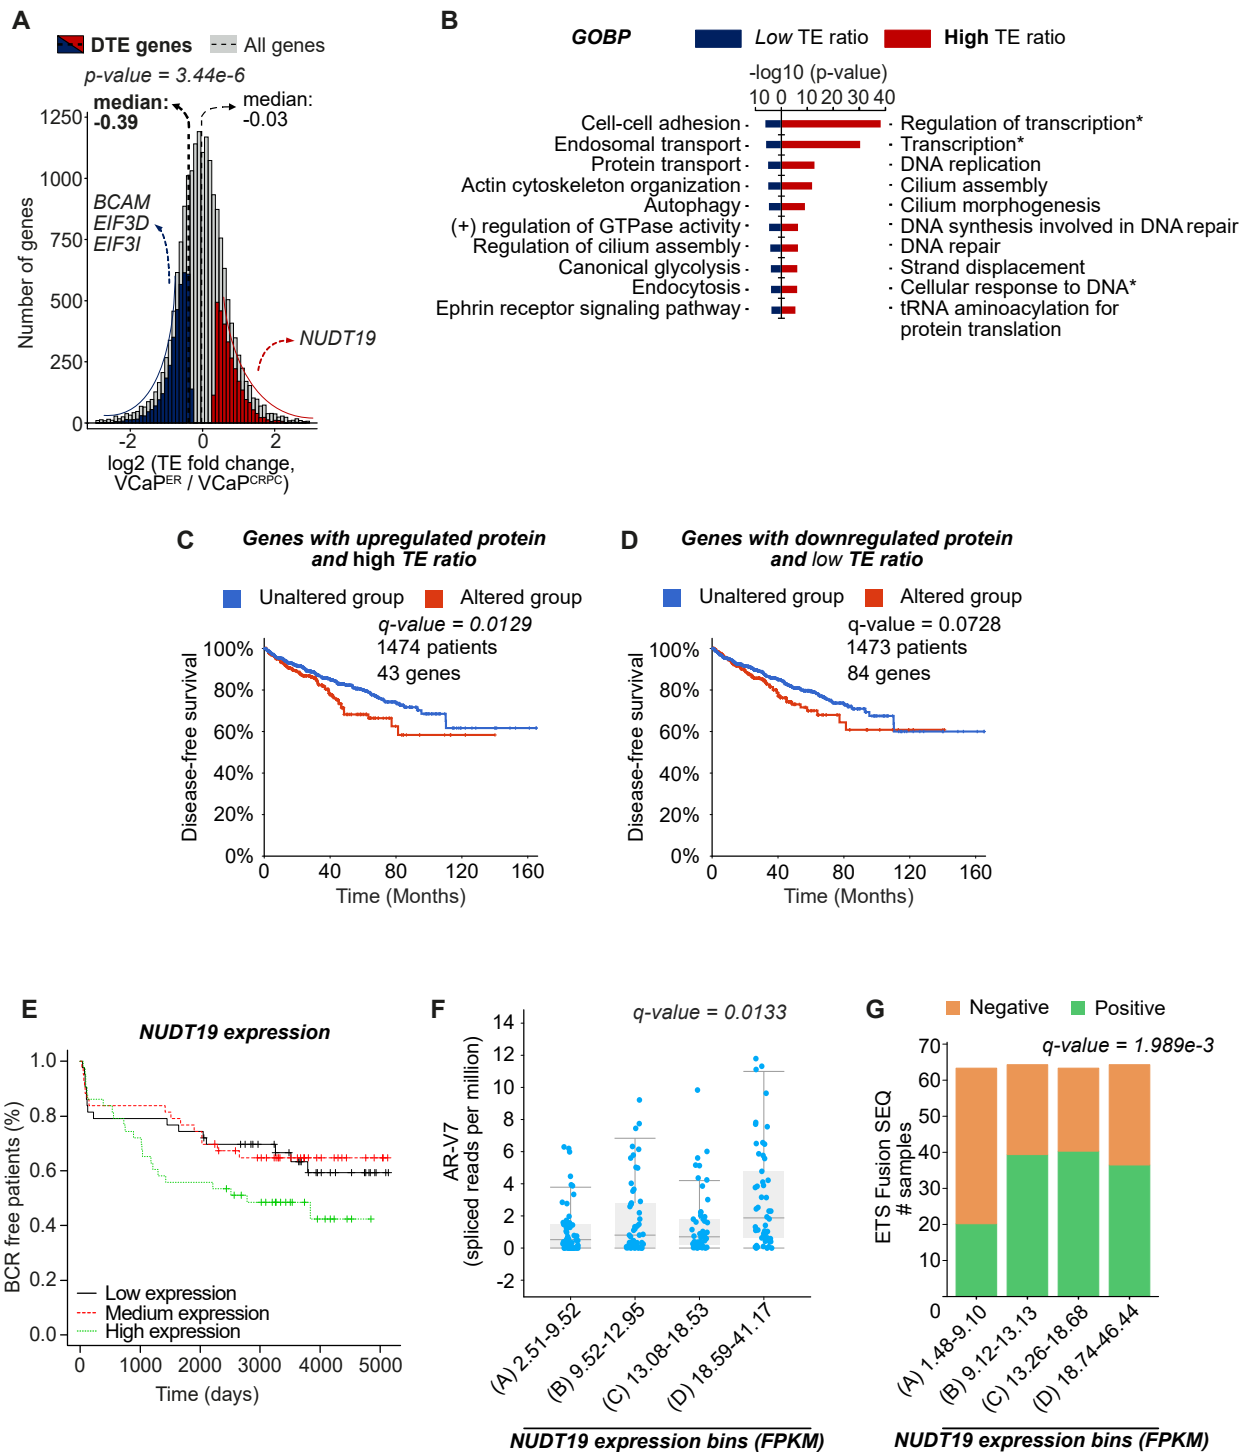 A
DTE genes
All genes
p-value = 3.44e-6
median:
-0.39
median:
-0.03
1250
1000
750
500
250
0
Number of genes
BCAM
EIF3D
EIF3I
NUDT19
-2
0
2
log2 (TE fold change,
VCaPER / VCaPCRPC)
B
GOBP
Low TE ratio
High TE ratio
-log10 (p-value)
10 0 10 20 30 40
Cell-cell adhesion
Endosomal transport
Protein transport
Actin cytoskeleton organization
Autophagy
(+) regulation of GTPase activity
Regulation of cilium assembly
Canonical glycolysis
Endocytosis
Ephrin receptor signaling pathway
Regulation of transcription*
Transcription*
DNA replication
Cilium assembly
Cilium morphogenesis
DNA synthesis involved in DNA repair
DNA repair
Strand displacement
Cellular response to DNA*
tRNA aminoacylation for
protein translation
C
Genes with upregulated protein
and high TE ratio
Unaltered group
Altered group
q-value = 0.0129
1474 patients
43 genes
100%
80%
60%
40%
20%
0%
Disease-free survival
0 40 80 120 160
Time (Months)
D
Genes with downregulated protein
and low TE ratio
Unaltered group
Altered group
q-value = 0.0728
1473 patients
84 genes
100%
80%
60%
40%
20%
0%
Disease-free survival
0 40 80 120 160
Time (Months)
E
NUDT19 expression
1.0
0.8
0.6
0.4
0.2
0.0
BCR free patients (%)
Low expression
Medium expression
High expression
0 1000 2000 3000 4000 5000
Time (days)
F
q-value = 0.0133
14
12
10
8
6
4
2
0
-2
AR-V7
(spliced reads per million)
(A) 2.51-9.52
(B) 9.52-12.95
(C) 13.08-18.53
(D) 18.59-41.17
NUDT19 expression bins (FPKM)
G
Negative
Positive
q-value = 1.989e-3
70
60
50
40
30
20
10
0
ETS Fusion SEQ
# samples
(A) 1.48-9.10
(B) 9.12-13.13
(C) 13.26-18.68
(D) 18.74-46.44
NUDT19 expression bins (FPKM)